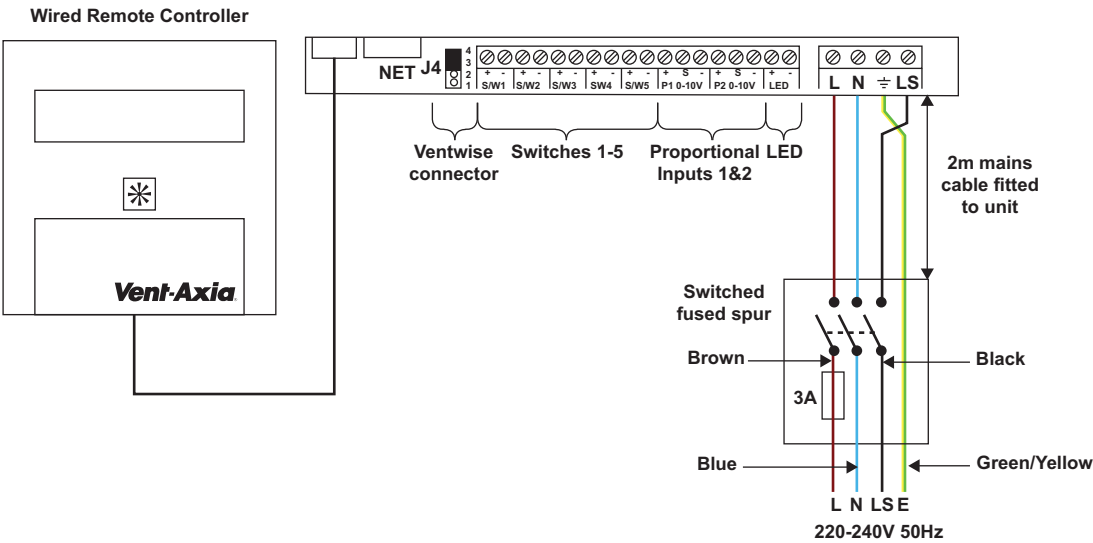 Wired Remote Controller
Vent-Axia
NET J4
4
3
2
1
+ - + - + - + - + - + S - + S - + -
S/W1 S/W2 S/W3 SW4 S/W5 P1 0-10V P2 0-10V LED
L N ⏚ LS
Ventwise
connector
Switches 1-5
Proportional
Inputs 1&2
LED
2m mains
cable fitted
to unit
Switched
fused spur
Brown
Black
3A
Blue
Green/Yellow
L N LS E
220-240V 50Hz